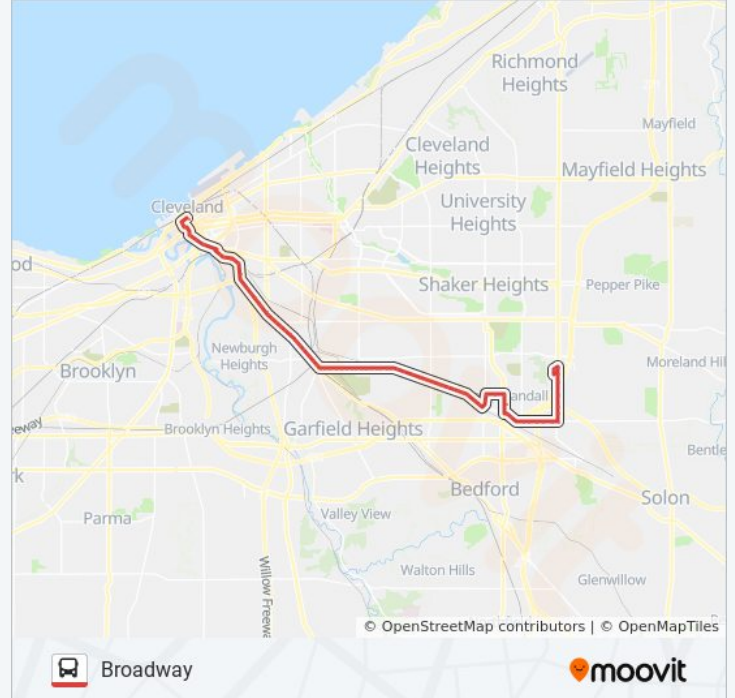 Richmond
Heights
Mayfield
Cleveland
Heights
Mayfield Heights
University
Heights
Cleveland
od
Shaker Heights
Pepper Pike
Newburgh
Heights
Moreland Hil
Brooklyn
andall
eway
Brooklyn Heights
Garfield Heights
Bentle
rk
Bedford
Solon
Parma
Valley View
Walton Hills
Glenwillow
Willow Freewa
© OpenStreetMap contributors | © OpenMapTiles
Broadway
moovit